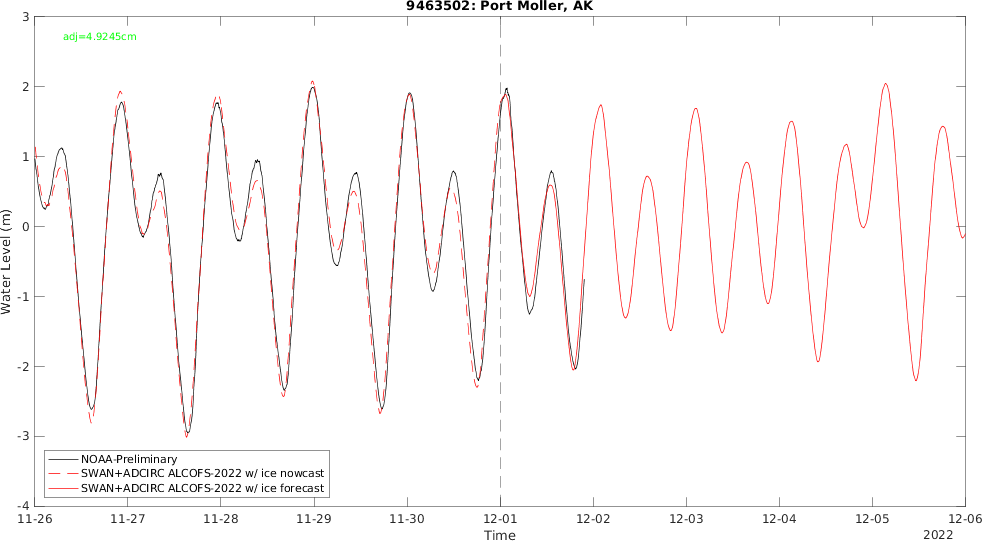 9463502: Port Moller, AK
adj=4.9245cm
Water Level (m)
3
2
1
0
-1
-2
-3
-4
NOAA-Preliminary
SWAN+ADCIRC ALCOFS-2022 w/ ice nowcast
SWAN+ADCIRC ALCOFS-2022 w/ ice forecast
11-26 11-27 11-28 11-29 11-30 12-01 12-02 12-03 12-04 12-05 12-06
Time
2022